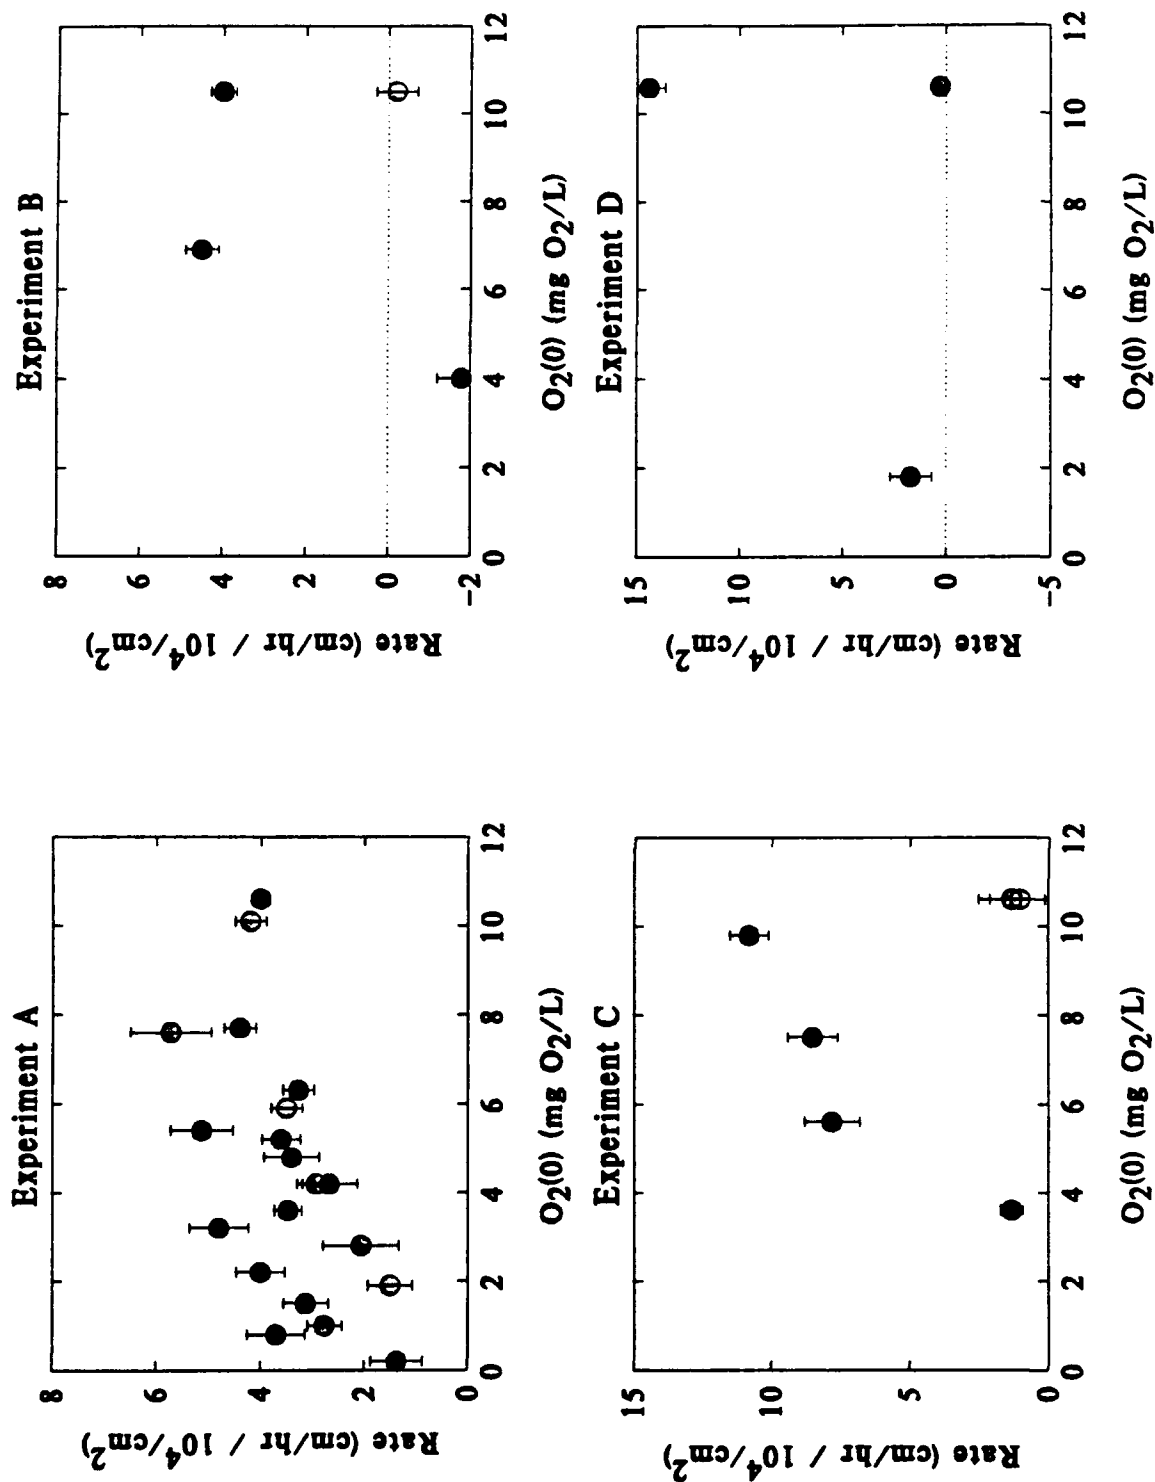 Experiment A
Rate (cm/hr / 10⁴/cm²)
8
6
4
2
0
0 2 4 6 8 10 12
O₂(0) (mg O₂/L)
Experiment B
Rate (cm/hr / 10⁴/cm²)
8
6
4
2
0
-2
0 2 4 6 8 10 12
O₂(0) (mg O₂/L)
Experiment C
Rate (cm/hr / 10⁴/cm²)
15
10
5
0
0 2 4 6 8 10 12
O₂(0) (mg O₂/L)
Experiment D
Rate (cm/hr / 10⁴/cm²)
15
10
5
0
-5
0 2 4 6 8 10 12
O₂(0) (mg O₂/L)